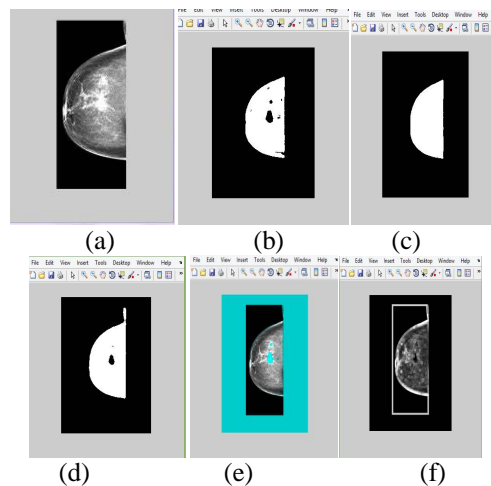 File Edit View Insert Tools Desktop Window Help
File Edit View Insert Tools Desktop Window Help
(a) (b) (c)
File Edit View Insert Tools Desktop Window Help
File Edit View Insert Tools Desktop Window Help
File Edit View Insert Tools Desktop Window Help
(d) (e) (f)